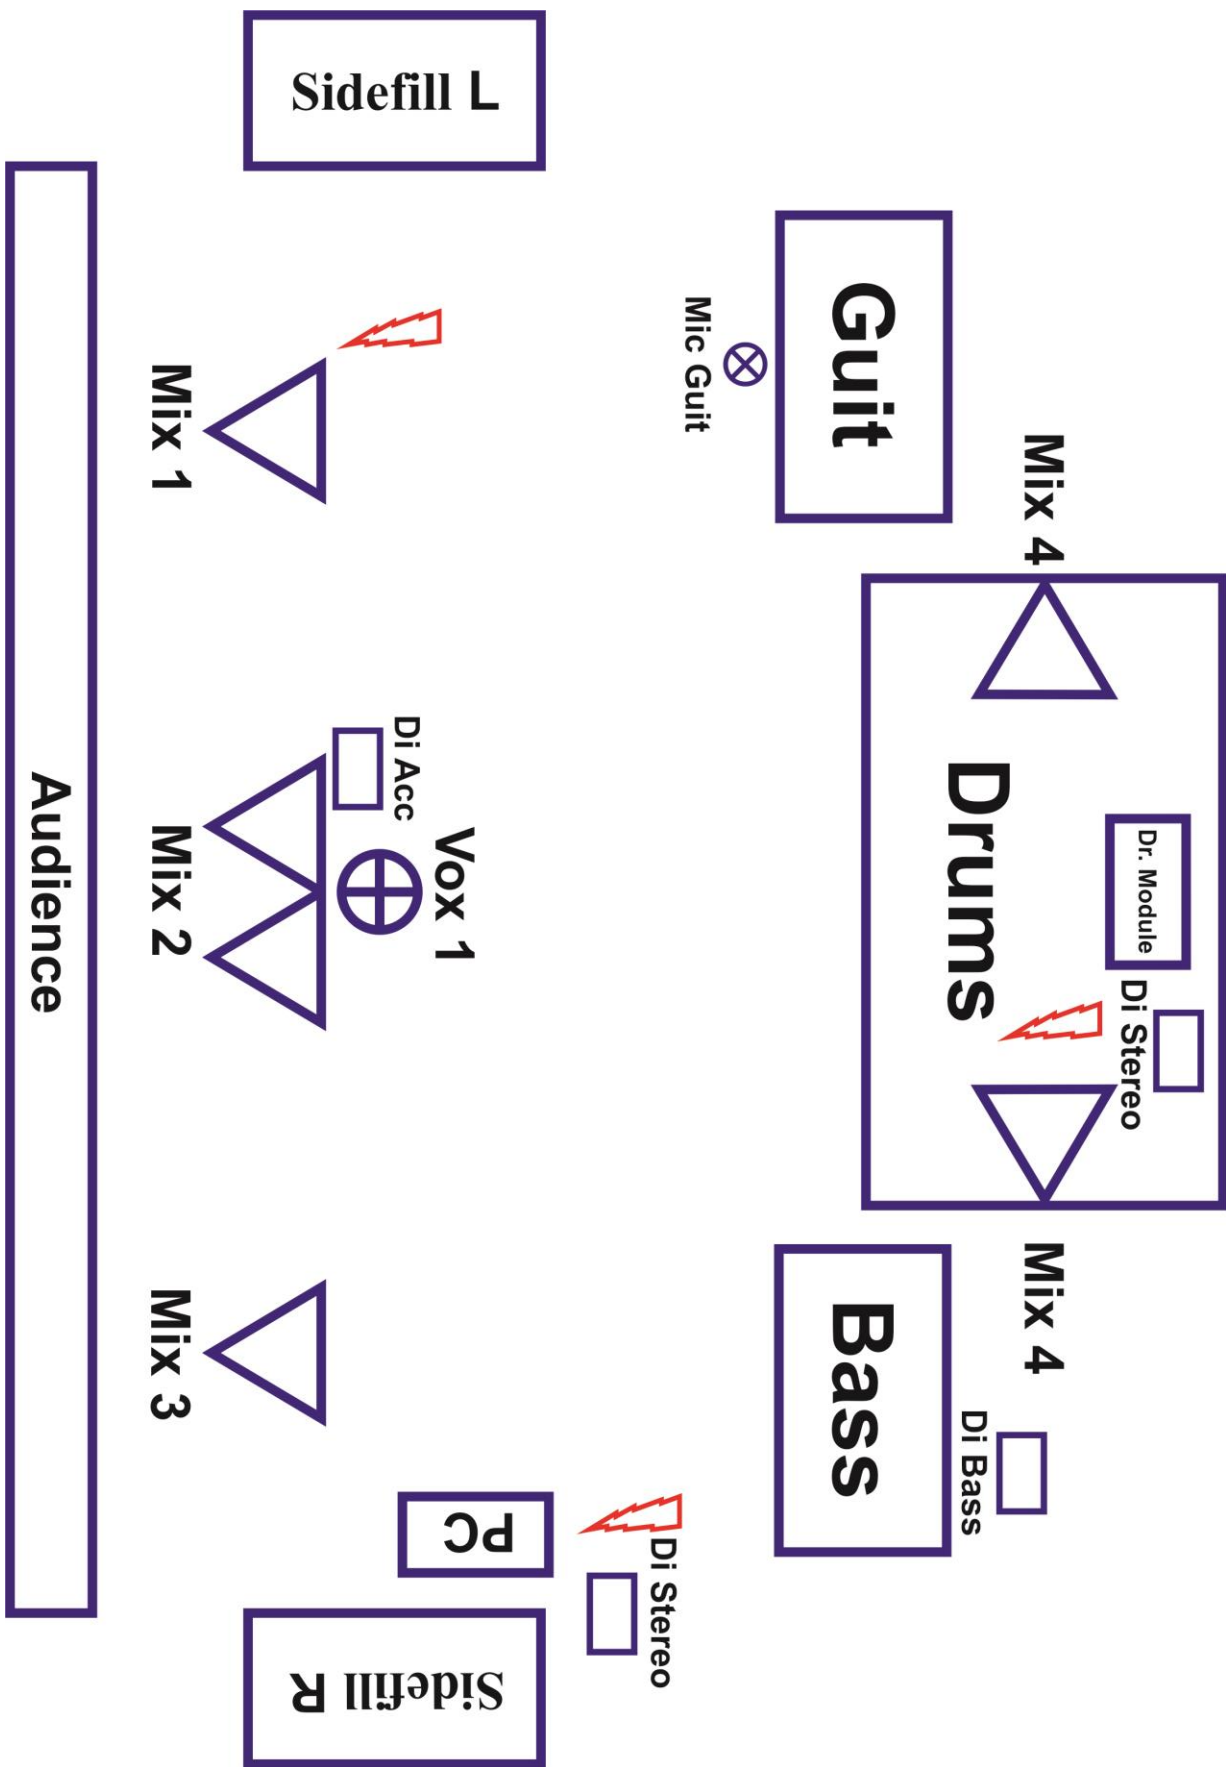 Sidefill L
Guit
Mic Guit
Mix 4
Drums
Dr. Module
Di Stereo
Mix 4
Bass
Di Bass
Mix 1
Di Acc
Vox 1
Mix 2
Mix 3
PC
Di Stereo
Sidefill R
Audience